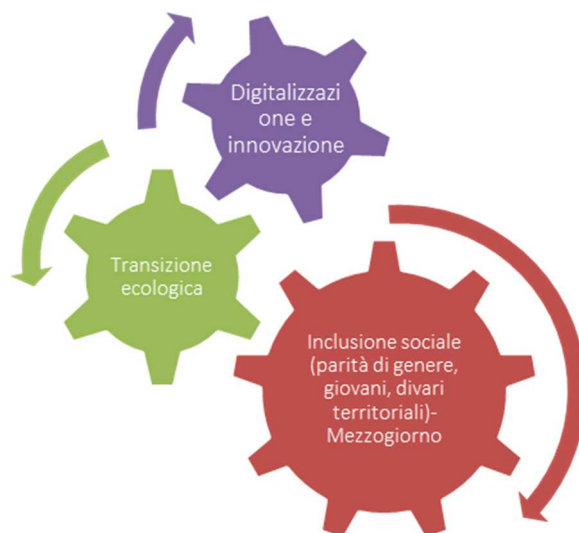 Digitalizzazi
one e
innovazione
Transizione
ecologica
Inclusione sociale
(parità di genere,
giovani, divari
territoriali)-
Mezzogiorno